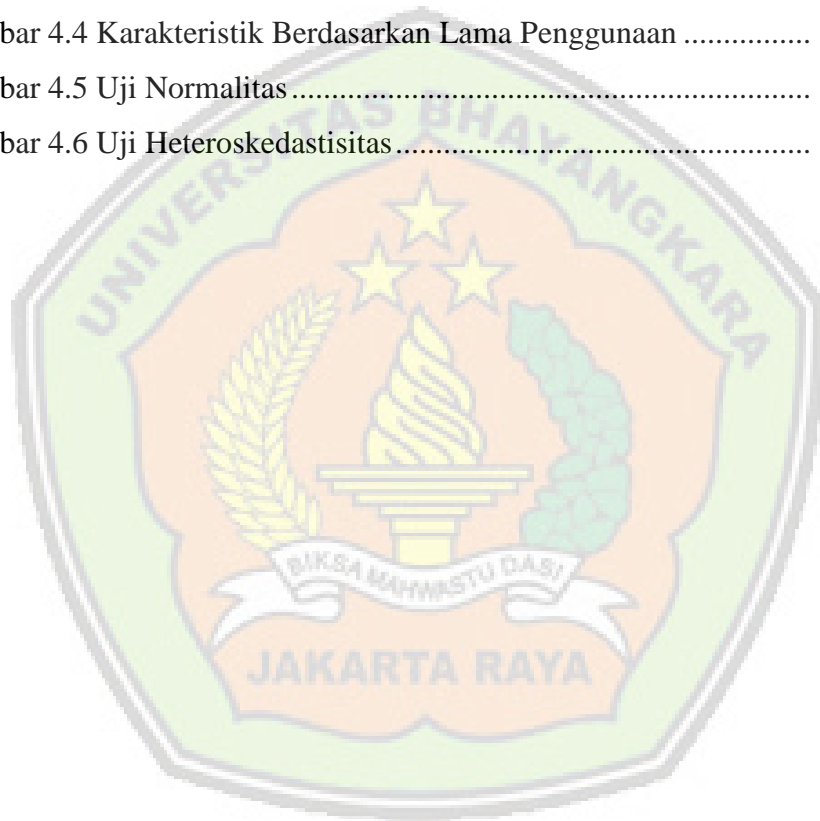 bar 4.4 Karakteristik Berdasarkan Lama Penggunaan ................
bar 4.5 Uji Normalitas .................................................................
bar 4.6 Uji Heteroskedastisitas ....................................................
UNIVERSITAS BHAYANGKARA
BIKSA MAHWASTU DASI
JAKARTA RAYA